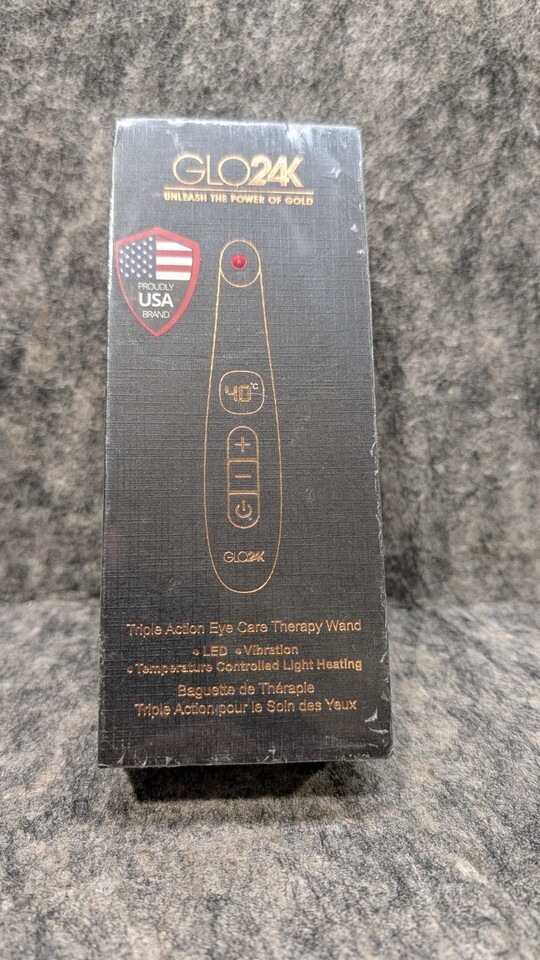 GLO24K
UNLEASH THE POWER OF GOLD
PROUDLY
USA
BRAND
40°C
GLO24K
Triple Action Eye Care Therapy Wand
• LED • Vibration
• Temperature Controlled Light Heating
Baguette de Thérapie
Triple Action pour le Soin des Yeux